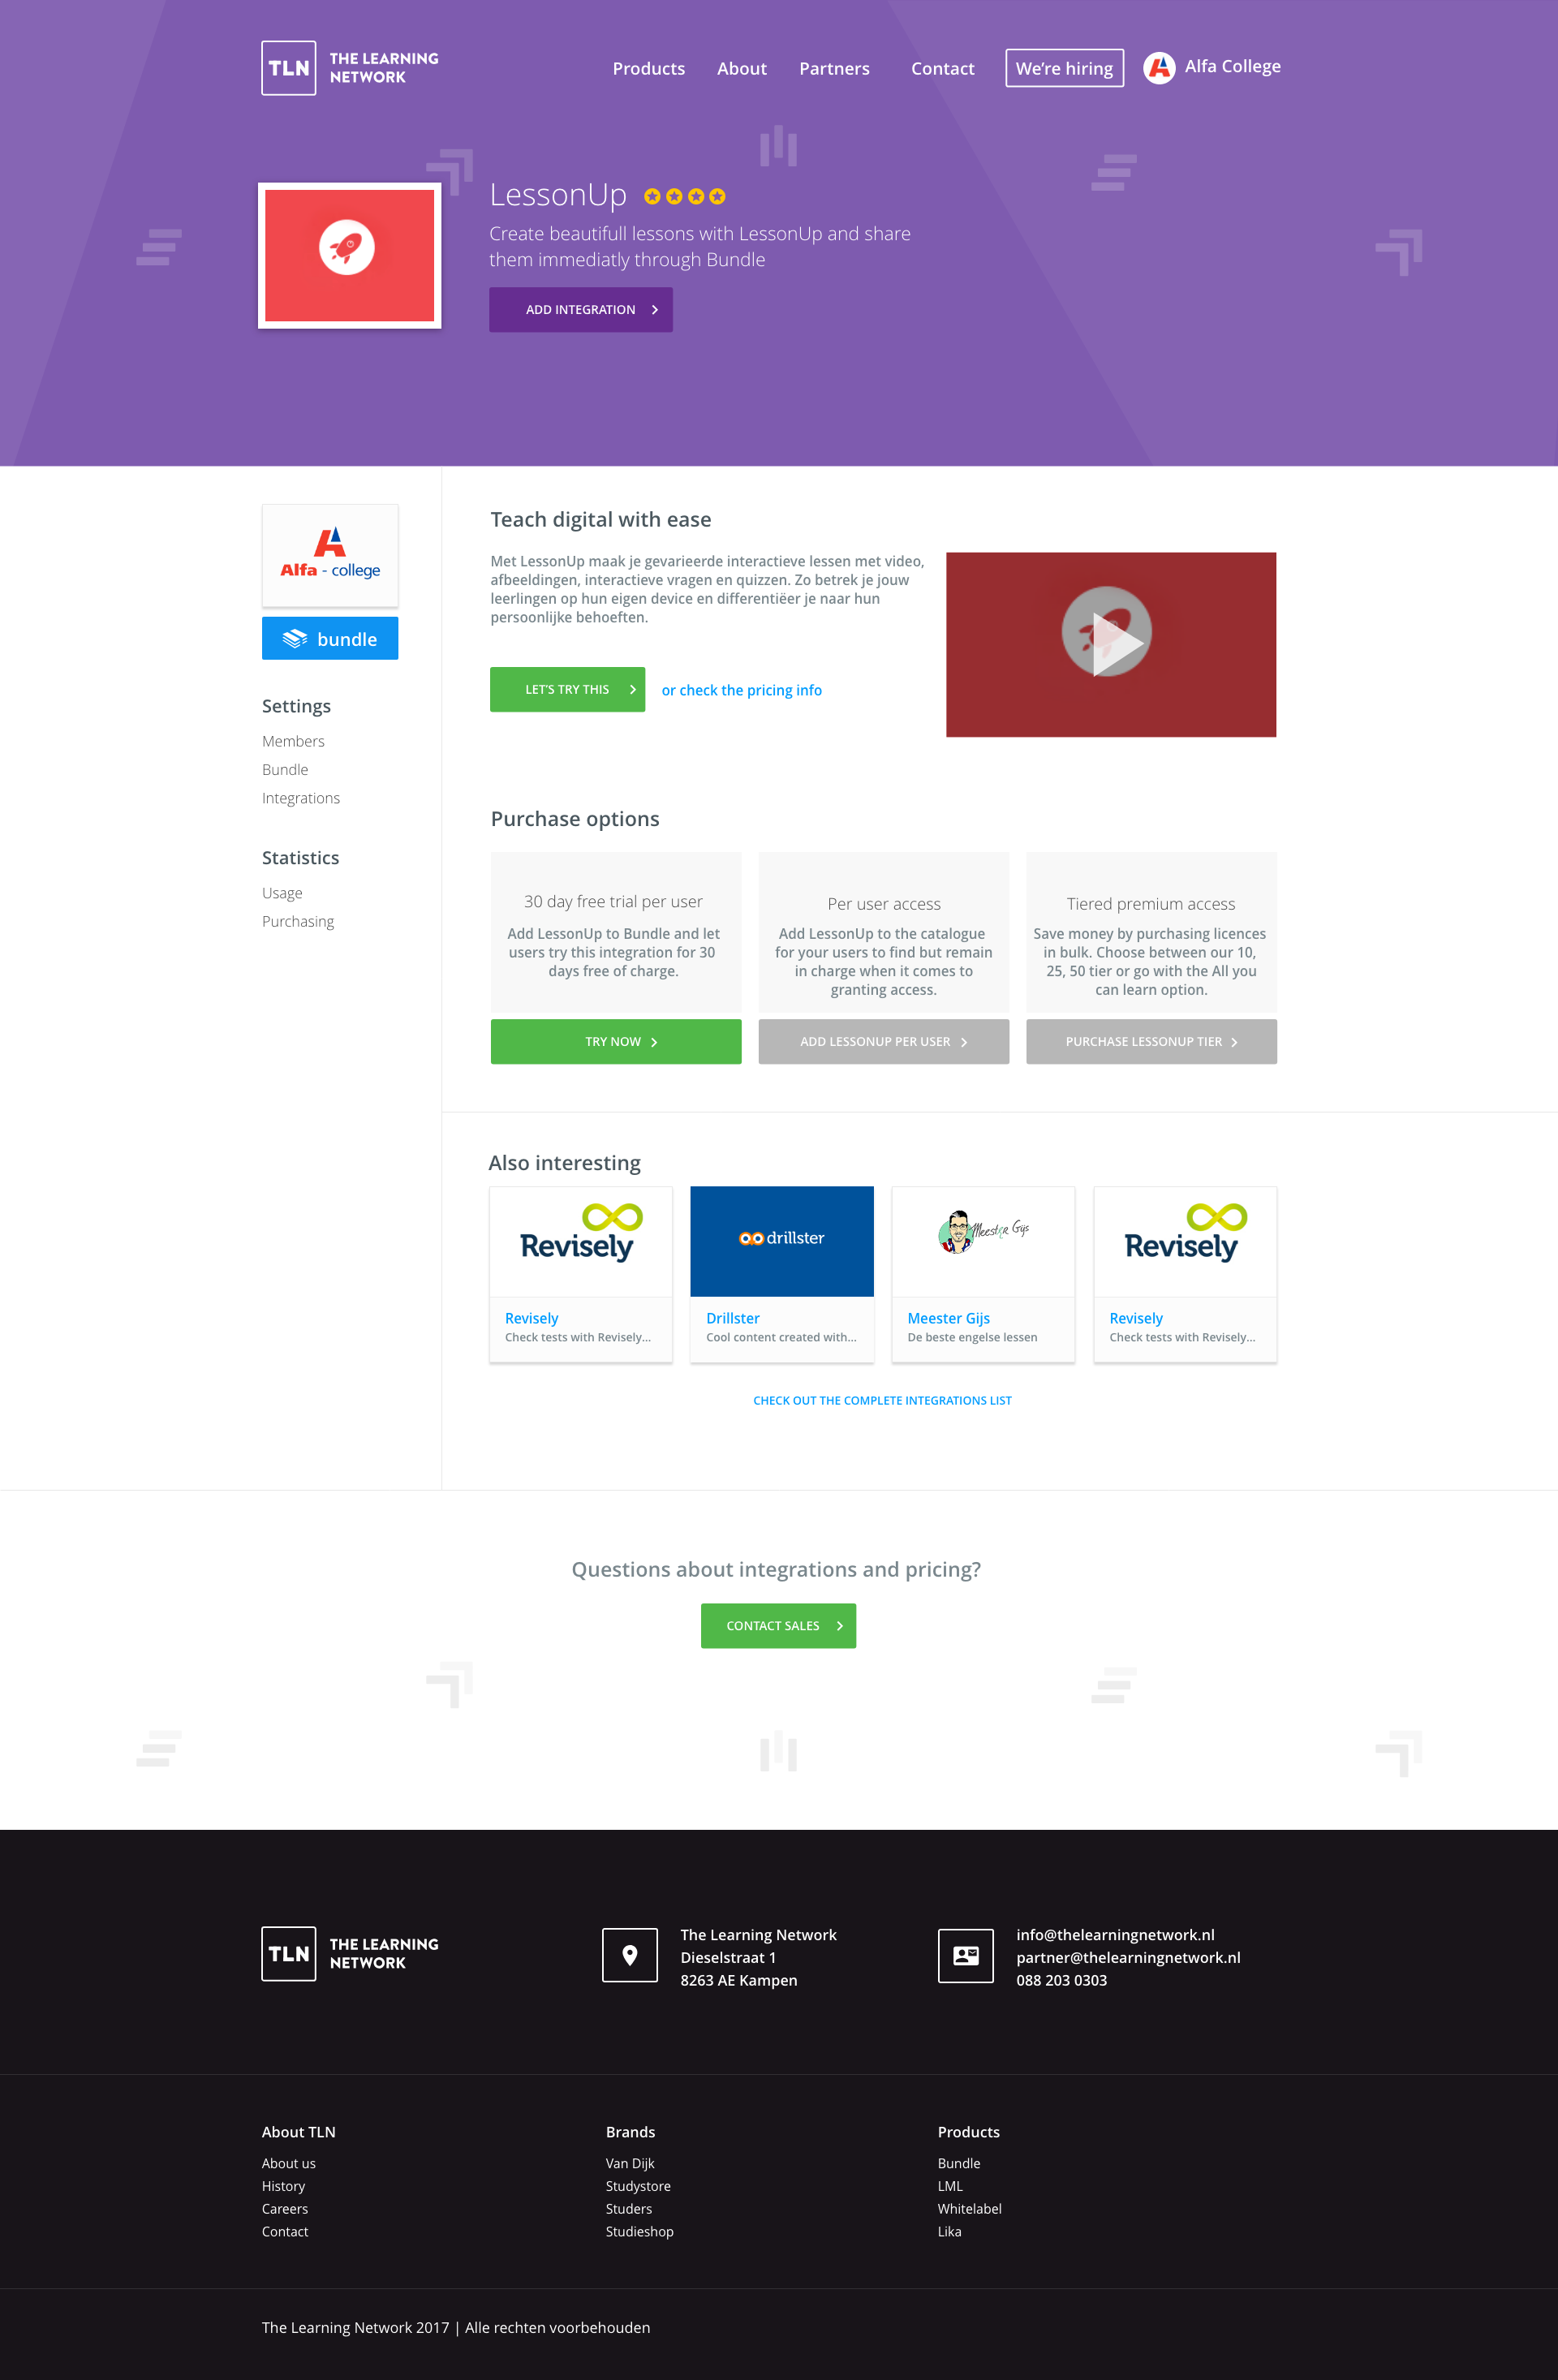 TLN
THE LEARNING
NETWORK
Products
About
Partners
Contact
We’re hiring
Alfa College
LessonUp
Create beautifull lessons with LessonUp and share
them immediatly through Bundle
ADD INTEGRATION
Alfa - college
bundle
Settings
Members
Bundle
Integrations
Statistics
Usage
Purchasing
Teach digital with ease
Met LessonUp maak je gevarieerde interactieve lessen met video,
afbeeldingen, interactieve vragen en quizzen. Zo betrek je jouw
leerlingen op hun eigen device en differentiëer je naar hun
persoonlijke behoeften.
LET’S TRY THIS
or check the pricing info
Purchase options
30 day free trial per user
Add LessonUp to Bundle and let
users try this integration for 30
days free of charge.
TRY NOW
Per user access
Add LessonUp to the catalogue
for your users to find but remain
in charge when it comes to
granting access.
ADD LESSONUP PER USER
Tiered premium access
Save money by purchasing licences
in bulk. Choose between our 10,
25, 50 tier or go with the All you
can learn option.
PURCHASE LESSONUP TIER
Also interesting
Revisely
Revisely
Check tests with Revisely...
drillster
Drillster
Cool content created with...
Meester Gijs
Meester Gijs
De beste engelse lessen
Revisely
Revisely
Check tests with Revisely...
CHECK OUT THE COMPLETE INTEGRATIONS LIST
Questions about integrations and pricing?
CONTACT SALES
TLN
THE LEARNING
NETWORK
The Learning Network
Dieselstraat 1
8263 AE Kampen
info@thelearningnetwork.nl
partner@thelearningnetwork.nl
088 203 0303
About TLN
About us
History
Careers
Contact
Brands
Van Dijk
Studystore
Studers
Studieshop
Products
Bundle
LML
Whitelabel
Lika
The Learning Network 2017 | Alle rechten voorbehouden